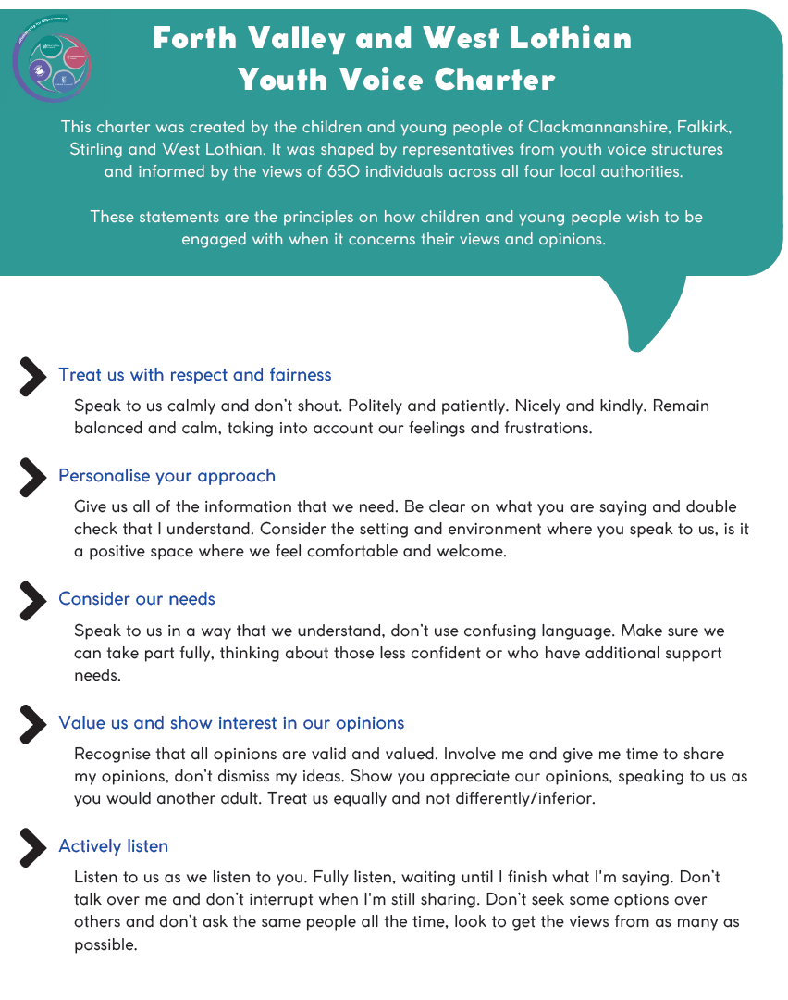 Forth Valley and West Lothian
Youth Voice Charter
This charter was created by the children and young people of Clackmannanshire, Falkirk,
Stirling and West Lothian. It was shaped by representatives from youth voice structures
and informed by the views of 650 individuals across all four local authorities.
These statements are the principles on how children and young people wish to be
engaged with when it concerns their views and opinions.
Treat us with respect and fairness
Speak to us calmly and don't shout. Politely and patiently. Nicely and kindly. Remain
balanced and calm, taking into account our feelings and frustrations.
Personalise your approach
Give us all of the information that we need. Be clear on what you are saying and double
check that I understand. Consider the setting and environment where you speak to us, is it
a positive space where we feel comfortable and welcome.
Consider our needs
Speak to us in a way that we understand, don't use confusing language. Make sure we
can take part fully, thinking about those less confident or who have additional support
needs.
Value us and show interest in our opinions
Recognise that all opinions are valid and valued. Involve me and give me time to share
my opinions, don't dismiss my ideas. Show you appreciate our opinions, speaking to us as
you would another adult. Treat us equally and not differently/inferior.
Actively listen
Listen to us as we listen to you. Fully listen, waiting until I finish what I'm saying. Don't
talk over me and don't interrupt when I'm still sharing. Don't seek some options over
others and don't ask the same people all the time, look to get the views from as many as
possible.